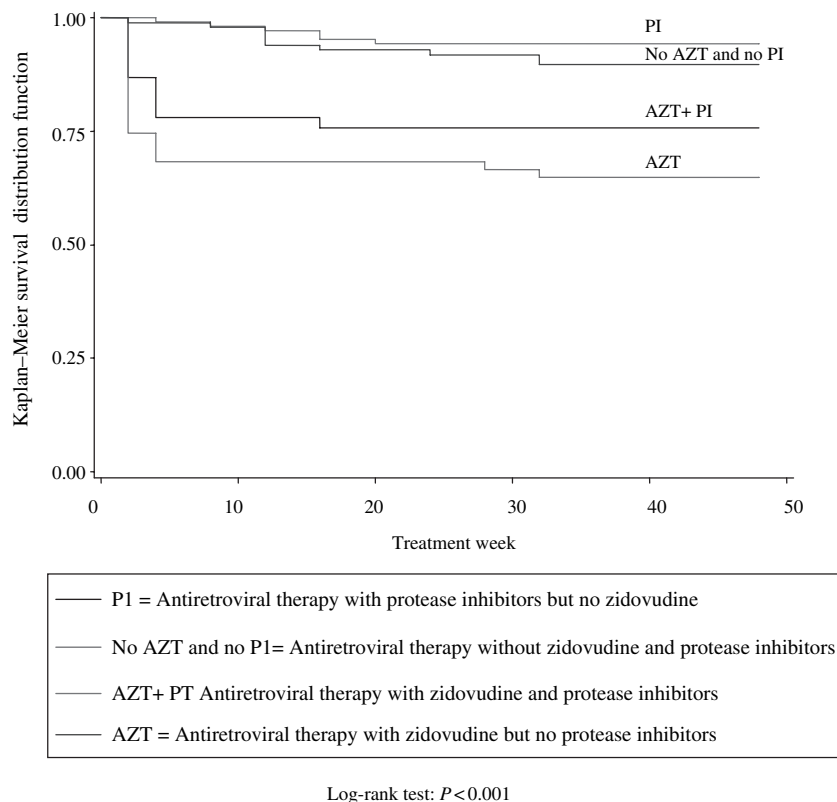 Kaplan–Meier survival distribution function
1.00
0.75
0.50
0.25
0.00
PI
No AZT and no PI
AZT+ PI
AZT
0 10 20 30 40 50
Treatment week
P1 = Antiretroviral therapy with protease inhibitors but no zidovudine
No AZT and no P1= Antiretroviral therapy without zidovudine and protease inhibitors
AZT+ PT Antiretroviral therapy with zidovudine and protease inhibitors
AZT = Antiretroviral therapy with zidovudine but no protease inhibitors
Log-rank test: P<0.001